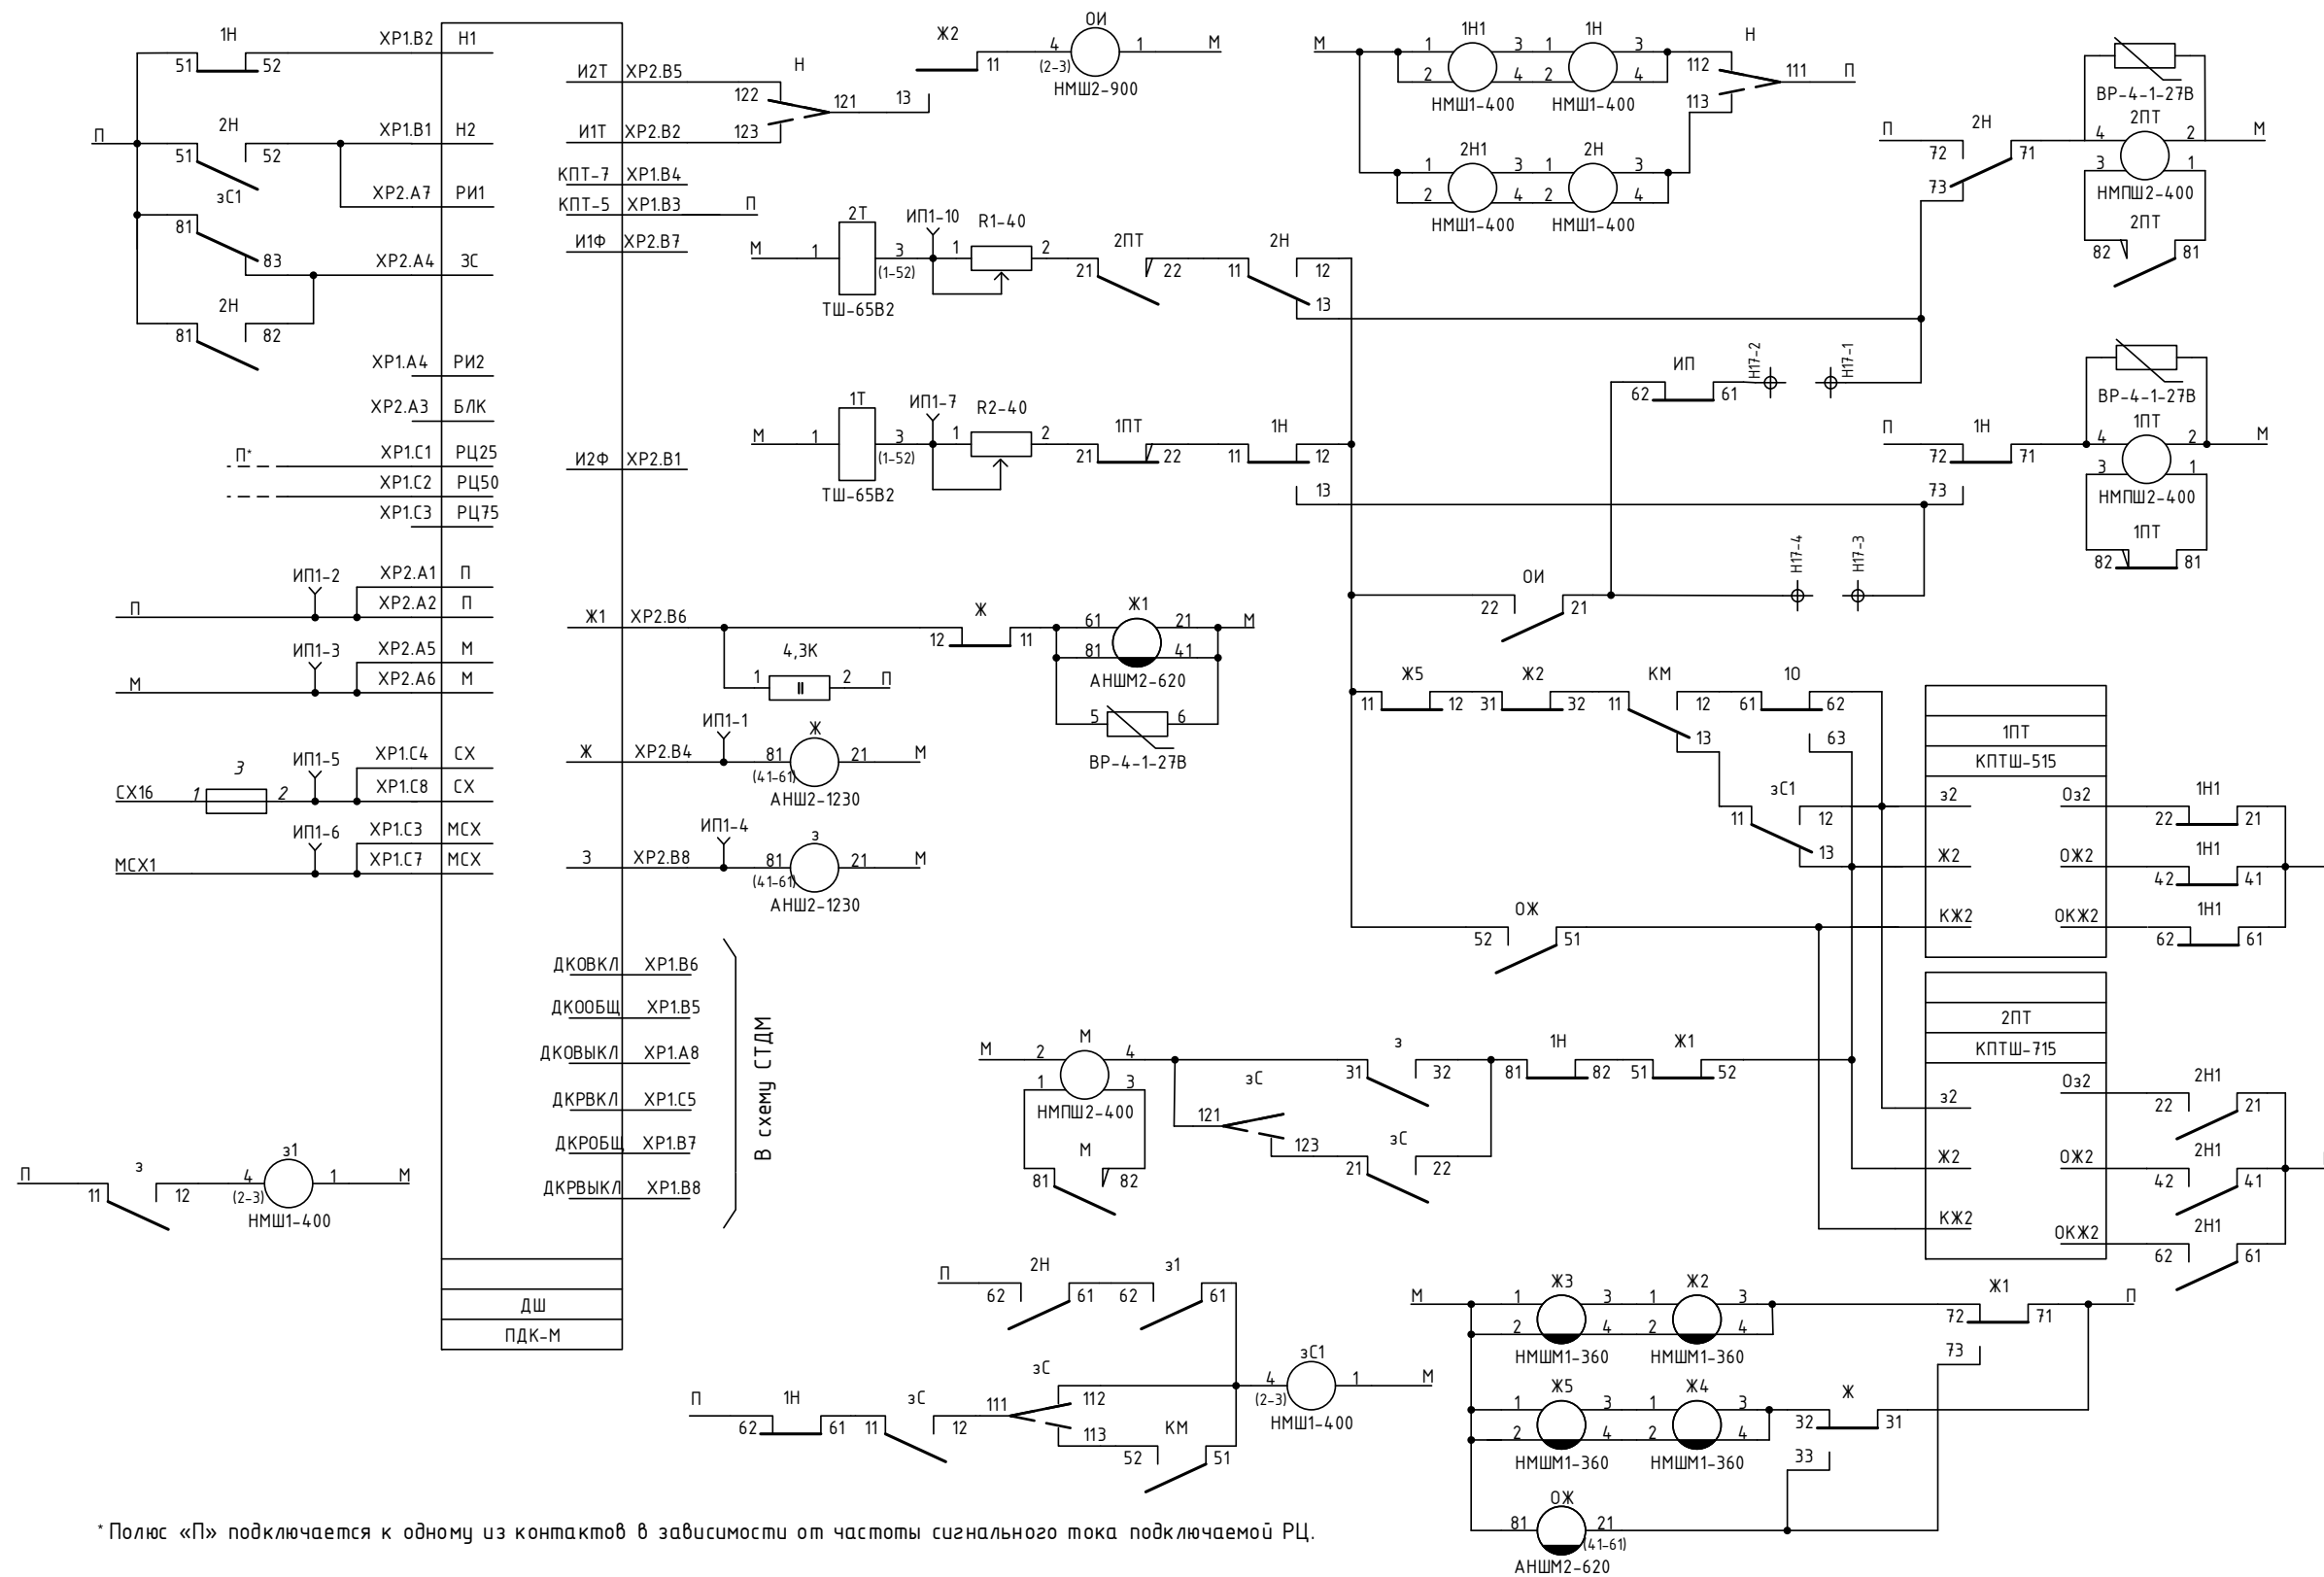 1Н
51 52
ХР1.В2 Н1
2Н
П
51 52
ХР1.В1 Н2
зС1
ХР2.А7 РИ1
81
83
ХР2.А4 ЗС
2Н
81 82
ХР1.А4 РИ2
ХР2.А3 БЛК
П*
ХР1.С1 РЦ25
ХР1.С2 РЦ50
ХР1.С3 РЦ75
ИП1-2
ХР2.А1 П
П
ХР2.А2 П
ИП1-3
ХР2.А5 М
М
ХР2.А6 М
3
ИП1-5
ХР1.С4 СХ
СХ16 1 2
ХР1.С8 СХ
ИП1-6
ХР1.С3 МСХ
МСХ1
ХР1.С7 МСХ
П
з
11 12
з1
4 1
(2-3)
НМШ1-400
М
И2Т ХР2.В5
И1Т ХР2.В2
КПТ-7 ХР1.В4
КПТ-5 ХР1.В3 П
И1Ф ХР2.В7
И2Ф ХР2.В1
Ж1 ХР2.В6
Ж ХР2.В4
З ХР2.В8
ДКОВКЛ ХР1.В6
ДКООБЩ ХР1.В5
ДКОВЫКЛ ХР1.А8
ДКРВКЛ ХР1.С5
ДКРОБЩ ХР1.В7
ДКРВЫКЛ ХР1.В8
В схему СТДМ
ДШ
ПДК-М
Н
122 121
123
13
Ж2
11
ОИ
4 1
(2-3)
НМШ2-900
М
М
1Н1 1Н
1 3 1 3
2 4 2 4
НМШ1-400 НМШ1-400
Н
112 111 П
113
2Н1 2Н
1 3 1 3
2 4 2 4
НМШ1-400 НМШ1-400
М
2Т
1 3
(1-52)
ТШ-65В2
ИП1-10
R1-40
1 2
2ПТ
21 22
2Н
11 12
13
М
1Т
1 3
(1-52)
ТШ-65В2
ИП1-7
R2-40
1 2
1ПТ
21 22
1Н
11 12
13
П
2Н
72 71
73
ВР-4-1-27В
2ПТ
4 2
3 1
НМПШ2-400
2ПТ
82 81
М
ИП
62 61
Н17-2
Н17-1
П
1Н
72 71
73
ВР-4-1-27В
1ПТ
4 2
3 1
НМПШ2-400
1ПТ
82 81
М
ОИ
22 21
Н17-4
Н17-3
4,3К
1 2 П
Ж
12 11
Ж1
61 21
81 41
АНШМ2-620
5 6
ВР-4-1-27В
М
ИП1-1
Ж
81 21
(41-61)
АНШ2-1230
М
ИП1-4
з
81 21
(41-61)
АНШ2-1230
М
Ж5
11 12
Ж2
31 32
КМ
11 12
13
1О
61 62
63
зС1
11 12
13
ОЖ
52 51
1ПТ
КПТШ-515
з2 Оз2
Ж2 ОЖ2
КЖ2 ОКЖ2
1Н1
22 21
1Н1
42 41
1Н1
62 61
2ПТ
КПТШ-715
з2 Оз2
Ж2 ОЖ2
КЖ2 ОКЖ2
2Н1
22 21
2Н1
42 41
2Н1
62 61
М
М
2 4
1 3
НМПШ2-400
М
81 82
з
31 32
зС
121
123
зС
21 22
1Н
81 82
Ж1
51 52
П
2Н
62 61
з1
62 61
П
1Н
62 61
зС
11 12
зС
111 112
113
КМ
52 51
зС1
4 1
(2-3)
НМШ1-400
М
М
Ж3 Ж2
1 3 1 3
2 4 2 4
НМШМ1-360 НМШМ1-360
Ж1
72 71
73
П
Ж5 Ж4
1 3 1 3
2 4 2 4
НМШМ1-360 НМШМ1-360
Ж
32 31
33
ОЖ
81 21
(41-61)
АНШМ2-620
* Полюс «П» подключается к одному из контактов в зависимости от частоты сигнального тока подключаемой РЦ.